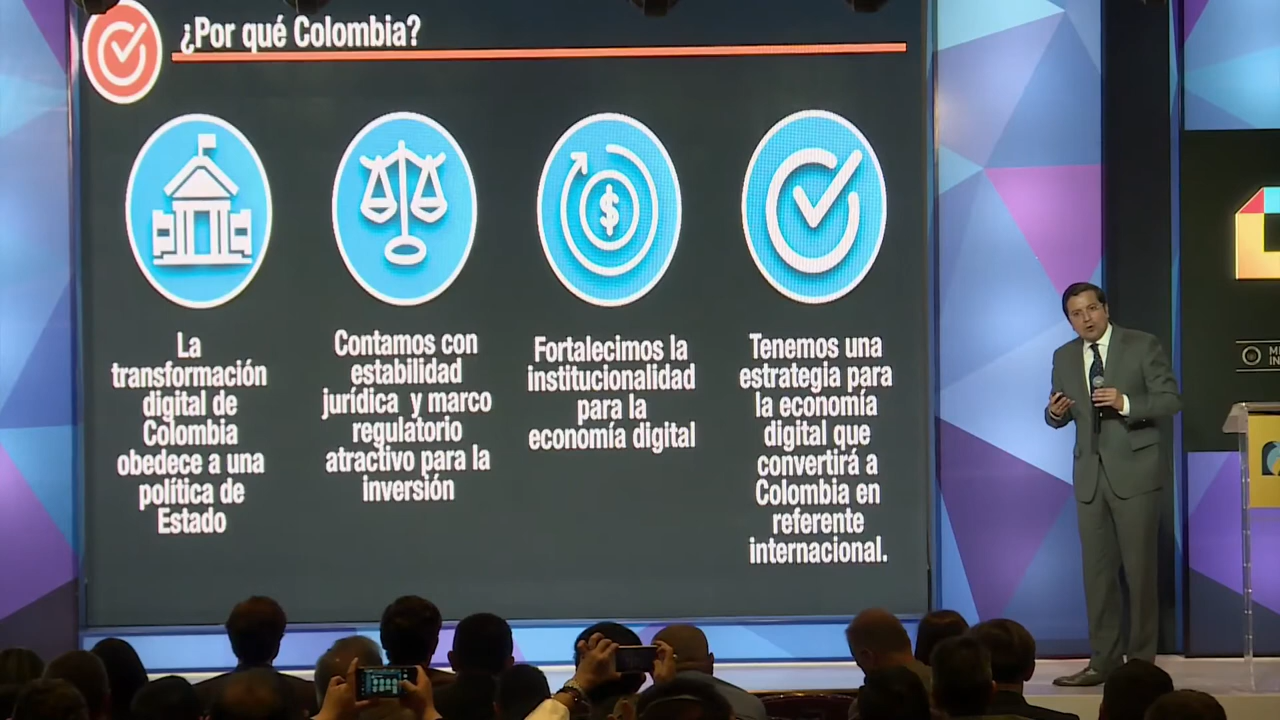 ¿Por qué Colombia?
La
transformación
digital de
Colombia
obedece a una
política de
Estado
Contamos con
estabilidad
jurídica y marco
regulatorio
atractivo para la
inversión
Fortalecimos la
institucionalidad
para la
economía digital
Tenemos una
estrategia para
la economía
digital que
convertirá a
Colombia en
referente
internacional.